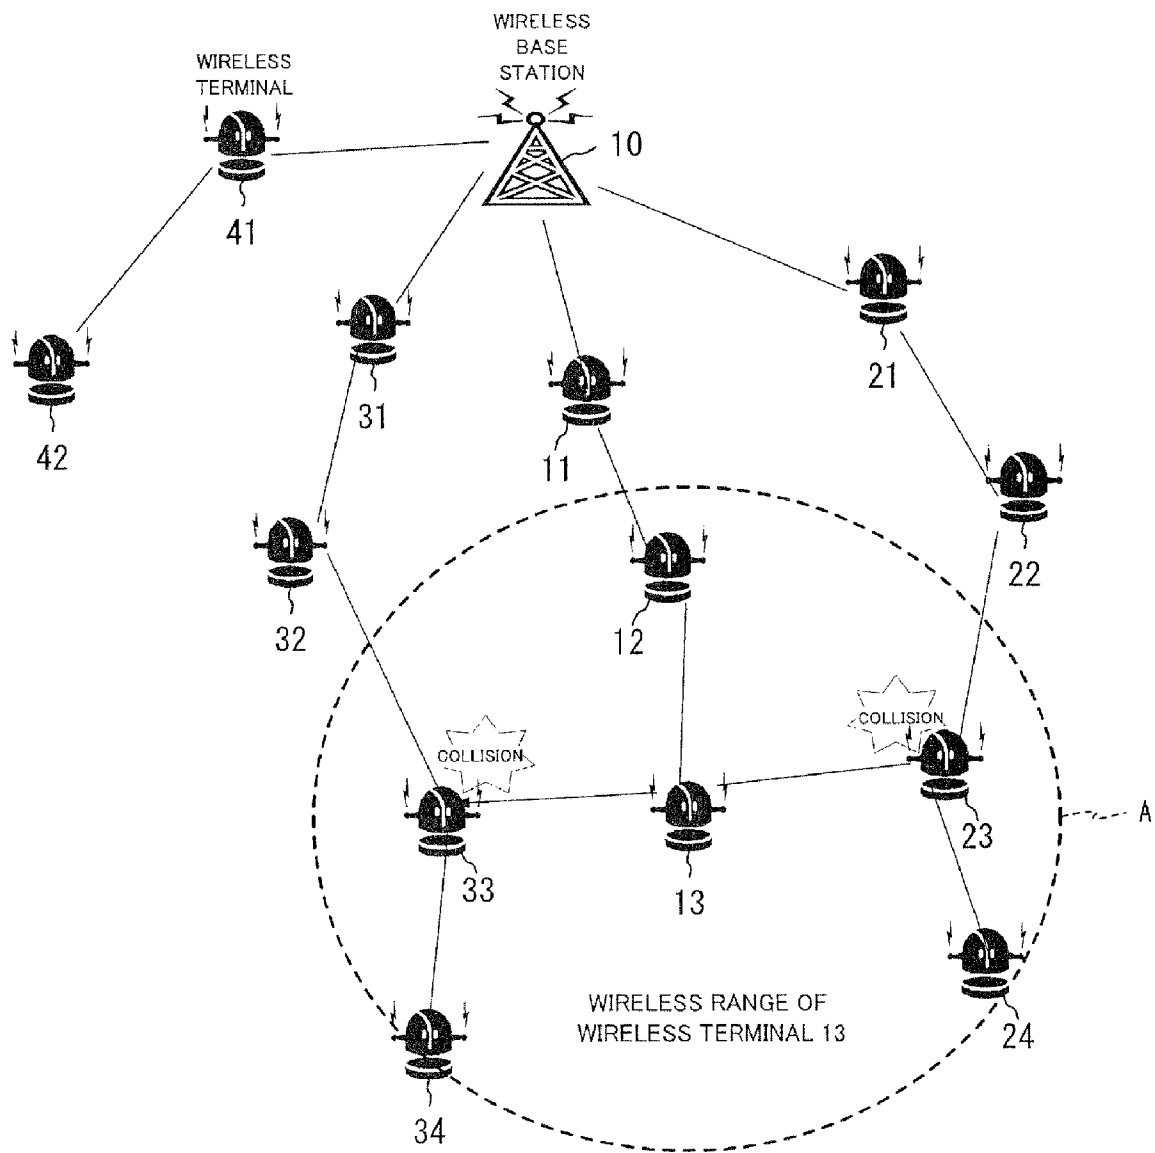 WIRELESS
BASE
STATION
WIRELESS
TERMINAL
10
41
21
31
42
11
22
32
12
COLLISION
COLLISION
A
23
33
13
WIRELESS RANGE OF
WIRELESS TERMINAL 13
24
34